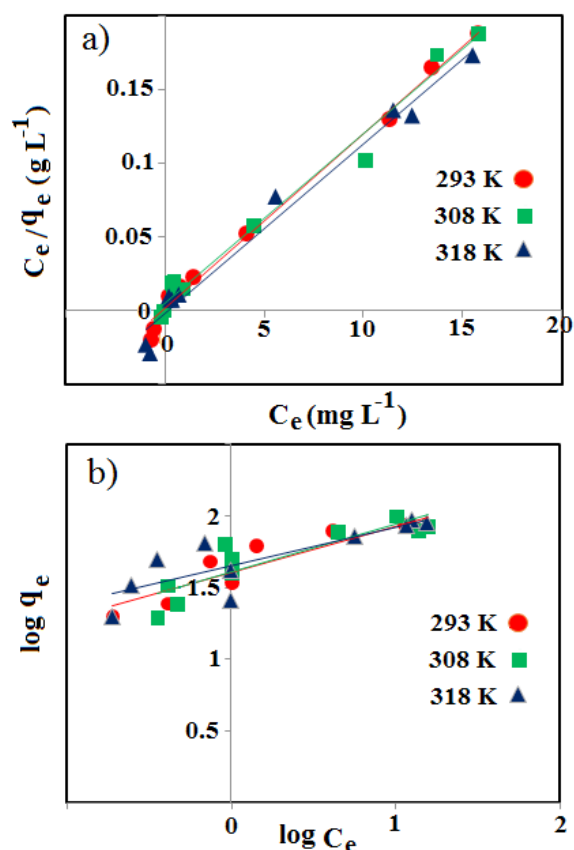 a)
0.15
0.1
0.05
0
0
5
10
15
20
Ce/qe (g L-1)
293 K
308 K
318 K
Ce (mg L-1)
b)
2
1.5
1
0.5
0
1
2
log qe
293 K
308 K
318 K
log Ce